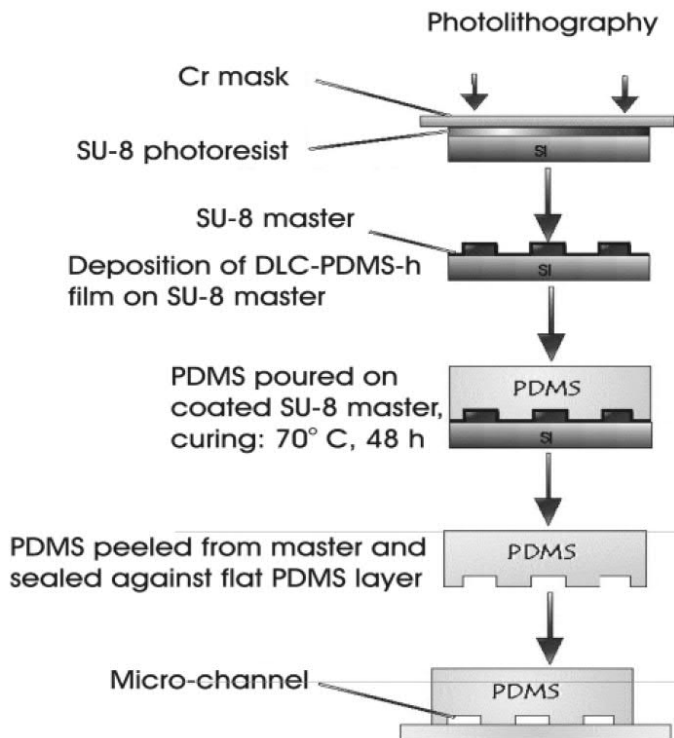 Photolithography
Cr mask
SU-8 photoresist
SI
SU-8 master
Deposition of DLC-PDMS-h
film on SU-8 master
SI
PDMS poured on
coated SU-8 master,
curing: 70° C, 48 h
PDMS
SI
PDMS peeled from master and
sealed against flat PDMS layer
PDMS
Micro-channel
PDMS